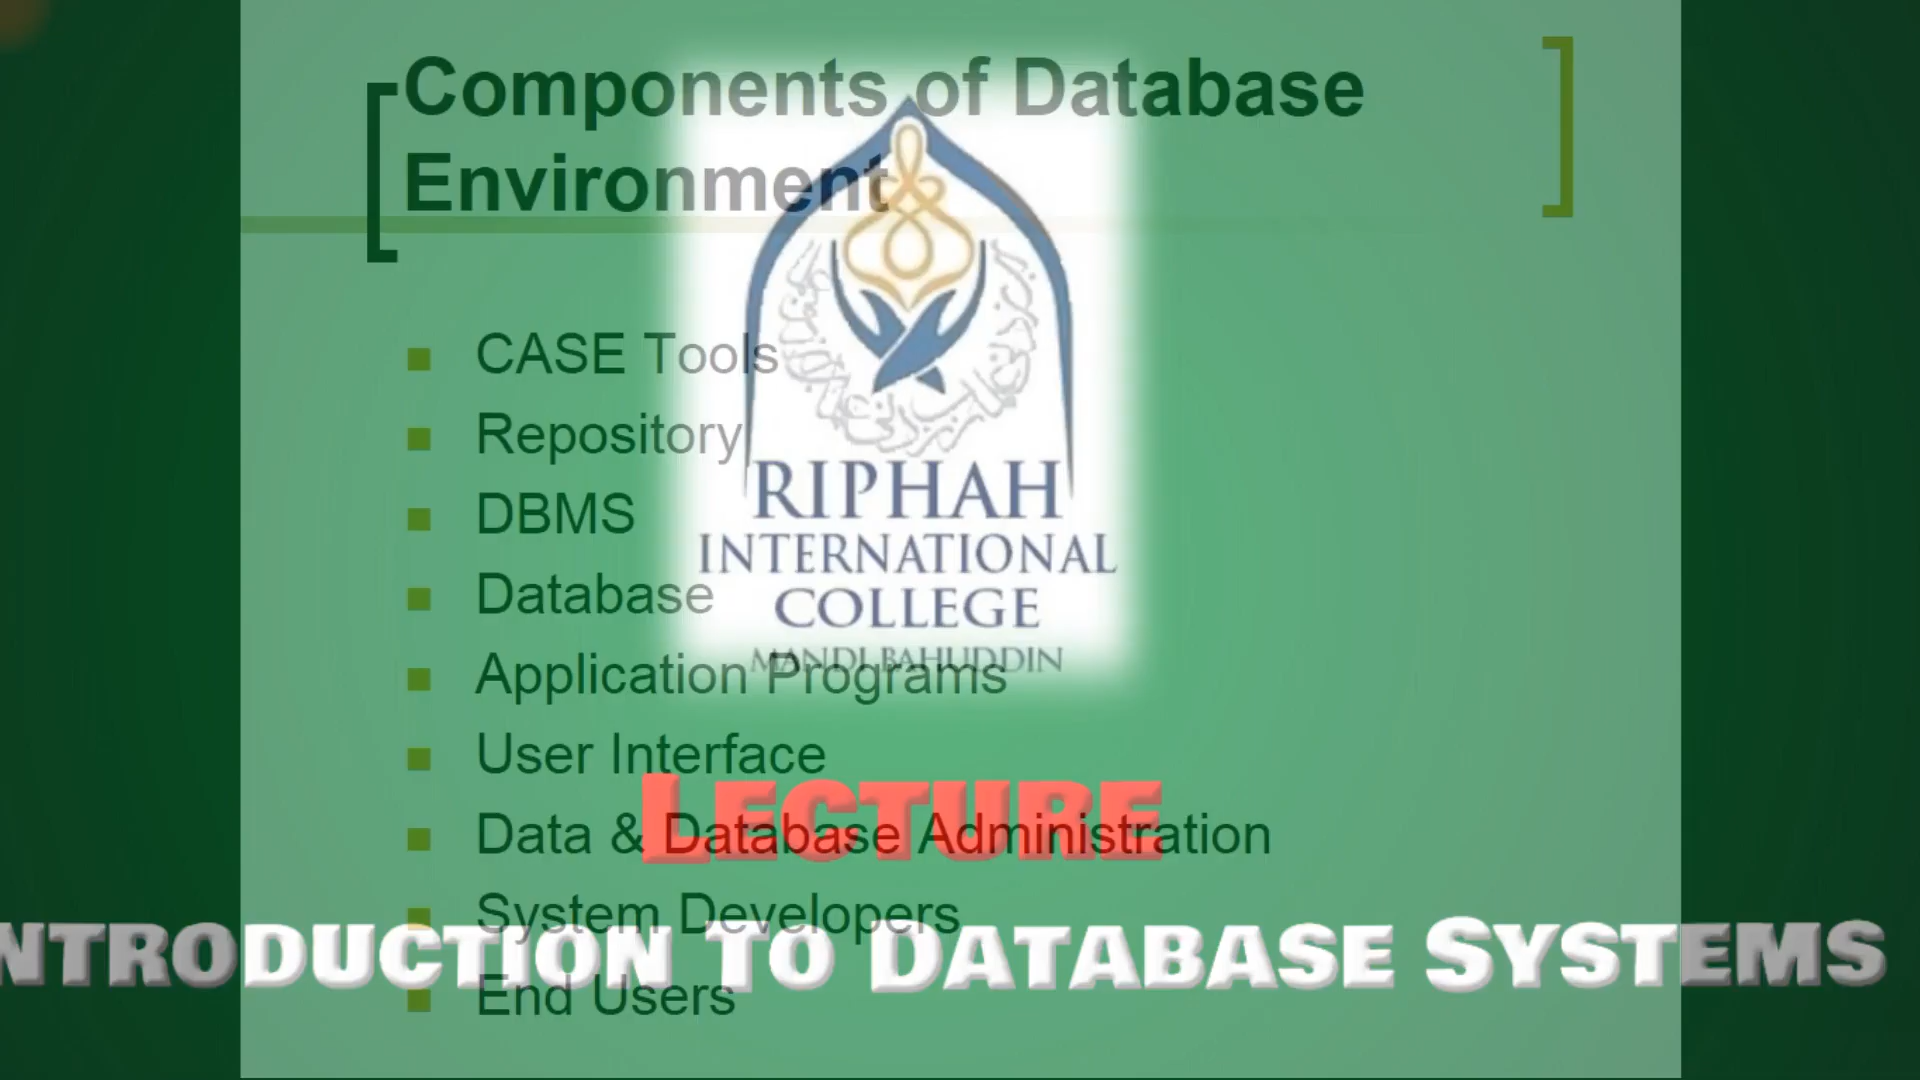 Components of Database
Environment
CASE Tools
Repository
DBMS
Database
Application Programs
User Interface
Data & Database Administration
System Developers
End Users
RIPHAH
INTERNATIONAL
COLLEGE
MANDI BAHUDDIN
LECTURE
NTRODUCTION TO DATABASE SYSTEMS